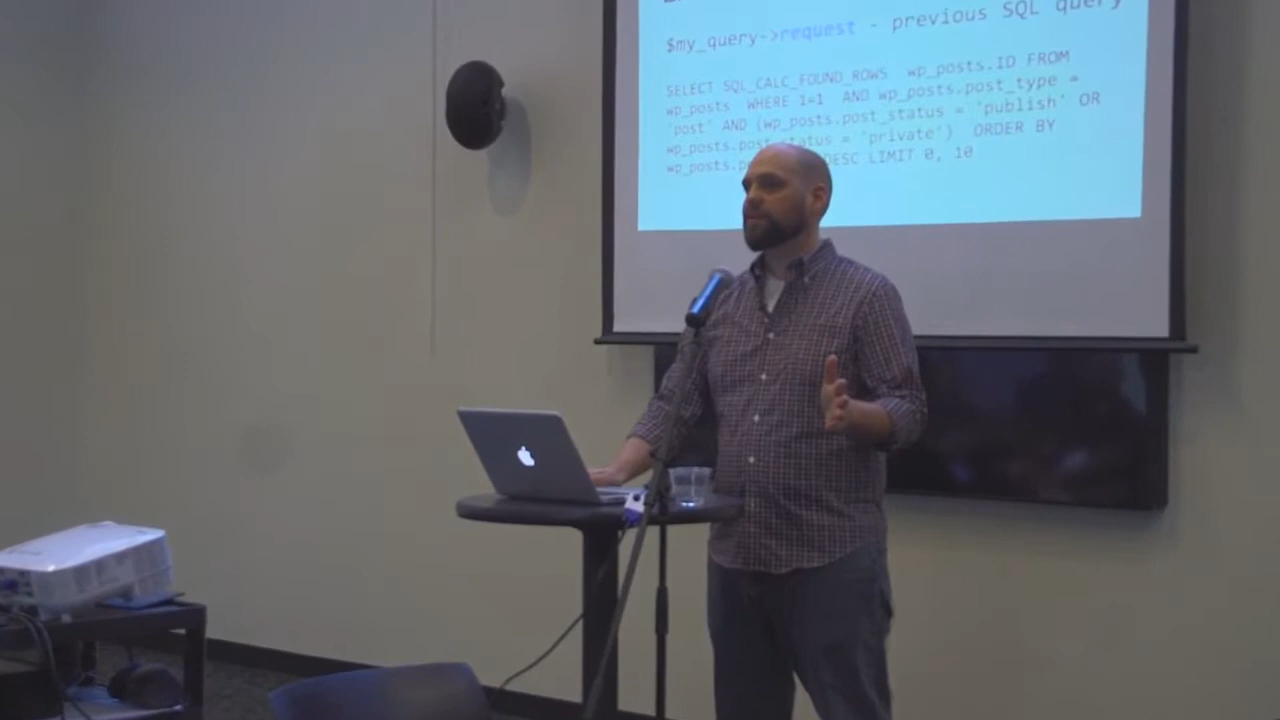 $my_query->request - previous SQL query
SELECT SQL_CALC_FOUND_ROWS wp_posts.ID FROM
wp_posts WHERE 1=1 AND wp_posts.post_type =
'post' AND (wp_posts.post_status = 'publish' OR
wp_posts.post_status = 'private') ORDER BY
DESC LIMIT 0, 10